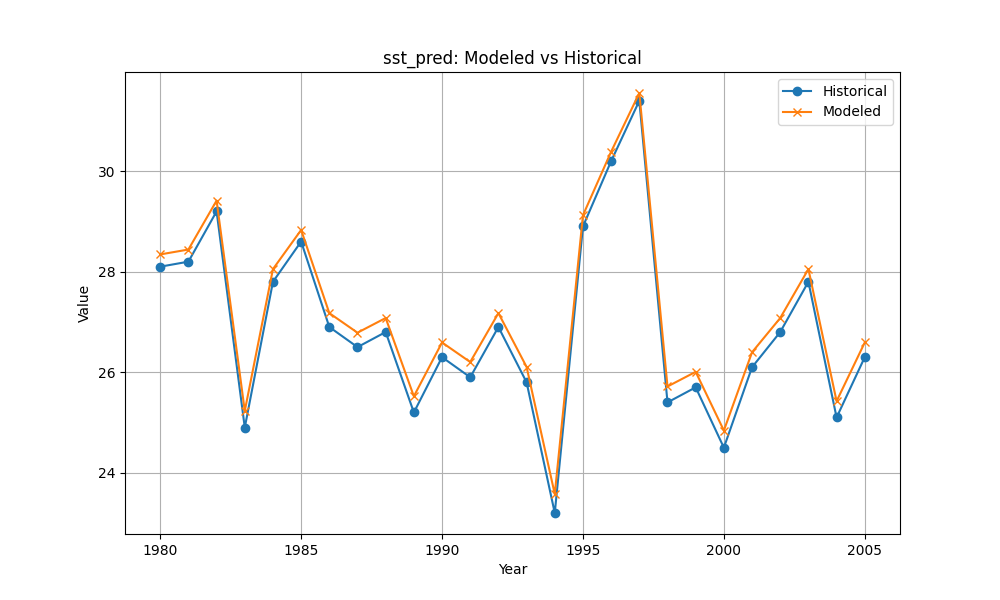 sst_pred: Modeled vs Historical
Historical
Modeled
Value
30
28
26
24
1980 1985 1990 1995 2000 2005
Year